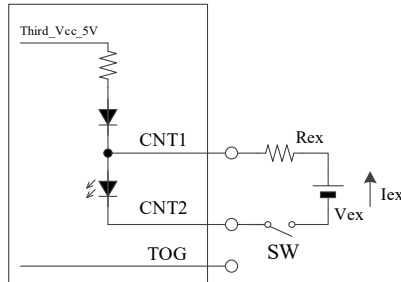 Third_Vcc_5V
CNT1
Rex
CNT2
Vex
Iex
SW
TOG